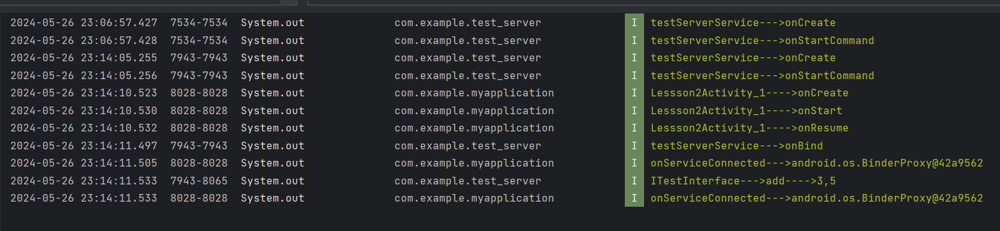 2024-05-26 23:06:57.427 7534-7534 System.out com.example.test_server I testServerService--->onCreate
2024-05-26 23:06:57.428 7534-7534 System.out com.example.test_server I testServerService--->onStartCommand
2024-05-26 23:14:05.255 7943-7943 System.out com.example.test_server I testServerService--->onCreate
2024-05-26 23:14:05.256 7943-7943 System.out com.example.test_server I testServerService--->onStartCommand
2024-05-26 23:14:10.523 8028-8028 System.out com.example.myapplication I Lessson2Activity_1---->onCreate
2024-05-26 23:14:10.530 8028-8028 System.out com.example.myapplication I Lessson2Activity_1---->onStart
2024-05-26 23:14:10.532 8028-8028 System.out com.example.myapplication I Lessson2Activity_1---->onResume
2024-05-26 23:14:11.497 7943-7943 System.out com.example.test_server I testServerService--->onBind
2024-05-26 23:14:11.505 8028-8028 System.out com.example.myapplication I onServiceConnected--->android.os.BinderProxy@42a9562
2024-05-26 23:14:11.533 7943-8065 System.out com.example.test_server I ITestInterface--->add---->3,5
2024-05-26 23:14:11.533 8028-8028 System.out com.example.myapplication I onServiceConnected--->android.os.BinderProxy@42a9562